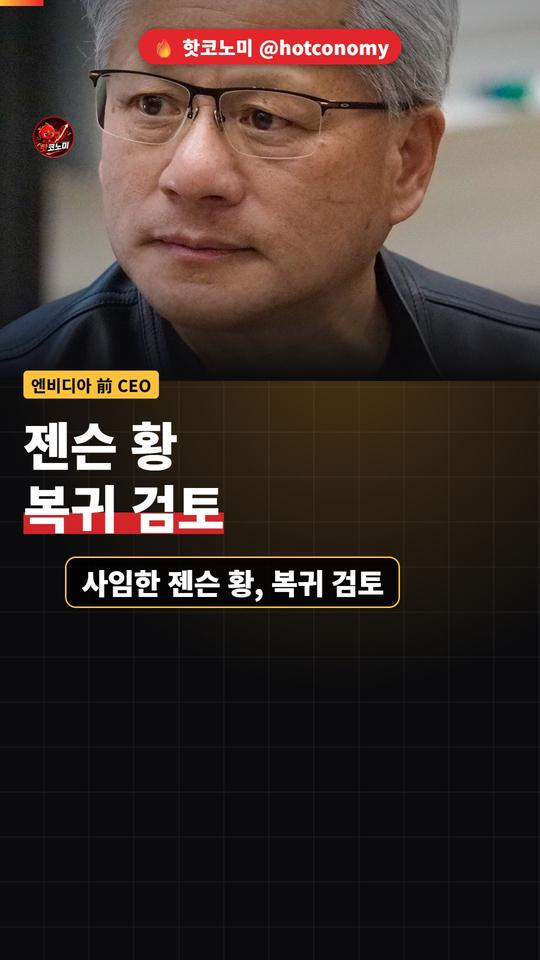 핫코노미 @hotconomy
핫코노미
엔비디아 前 CEO
젠슨 황
복귀 검토
사임한 젠슨 황, 복귀 검토